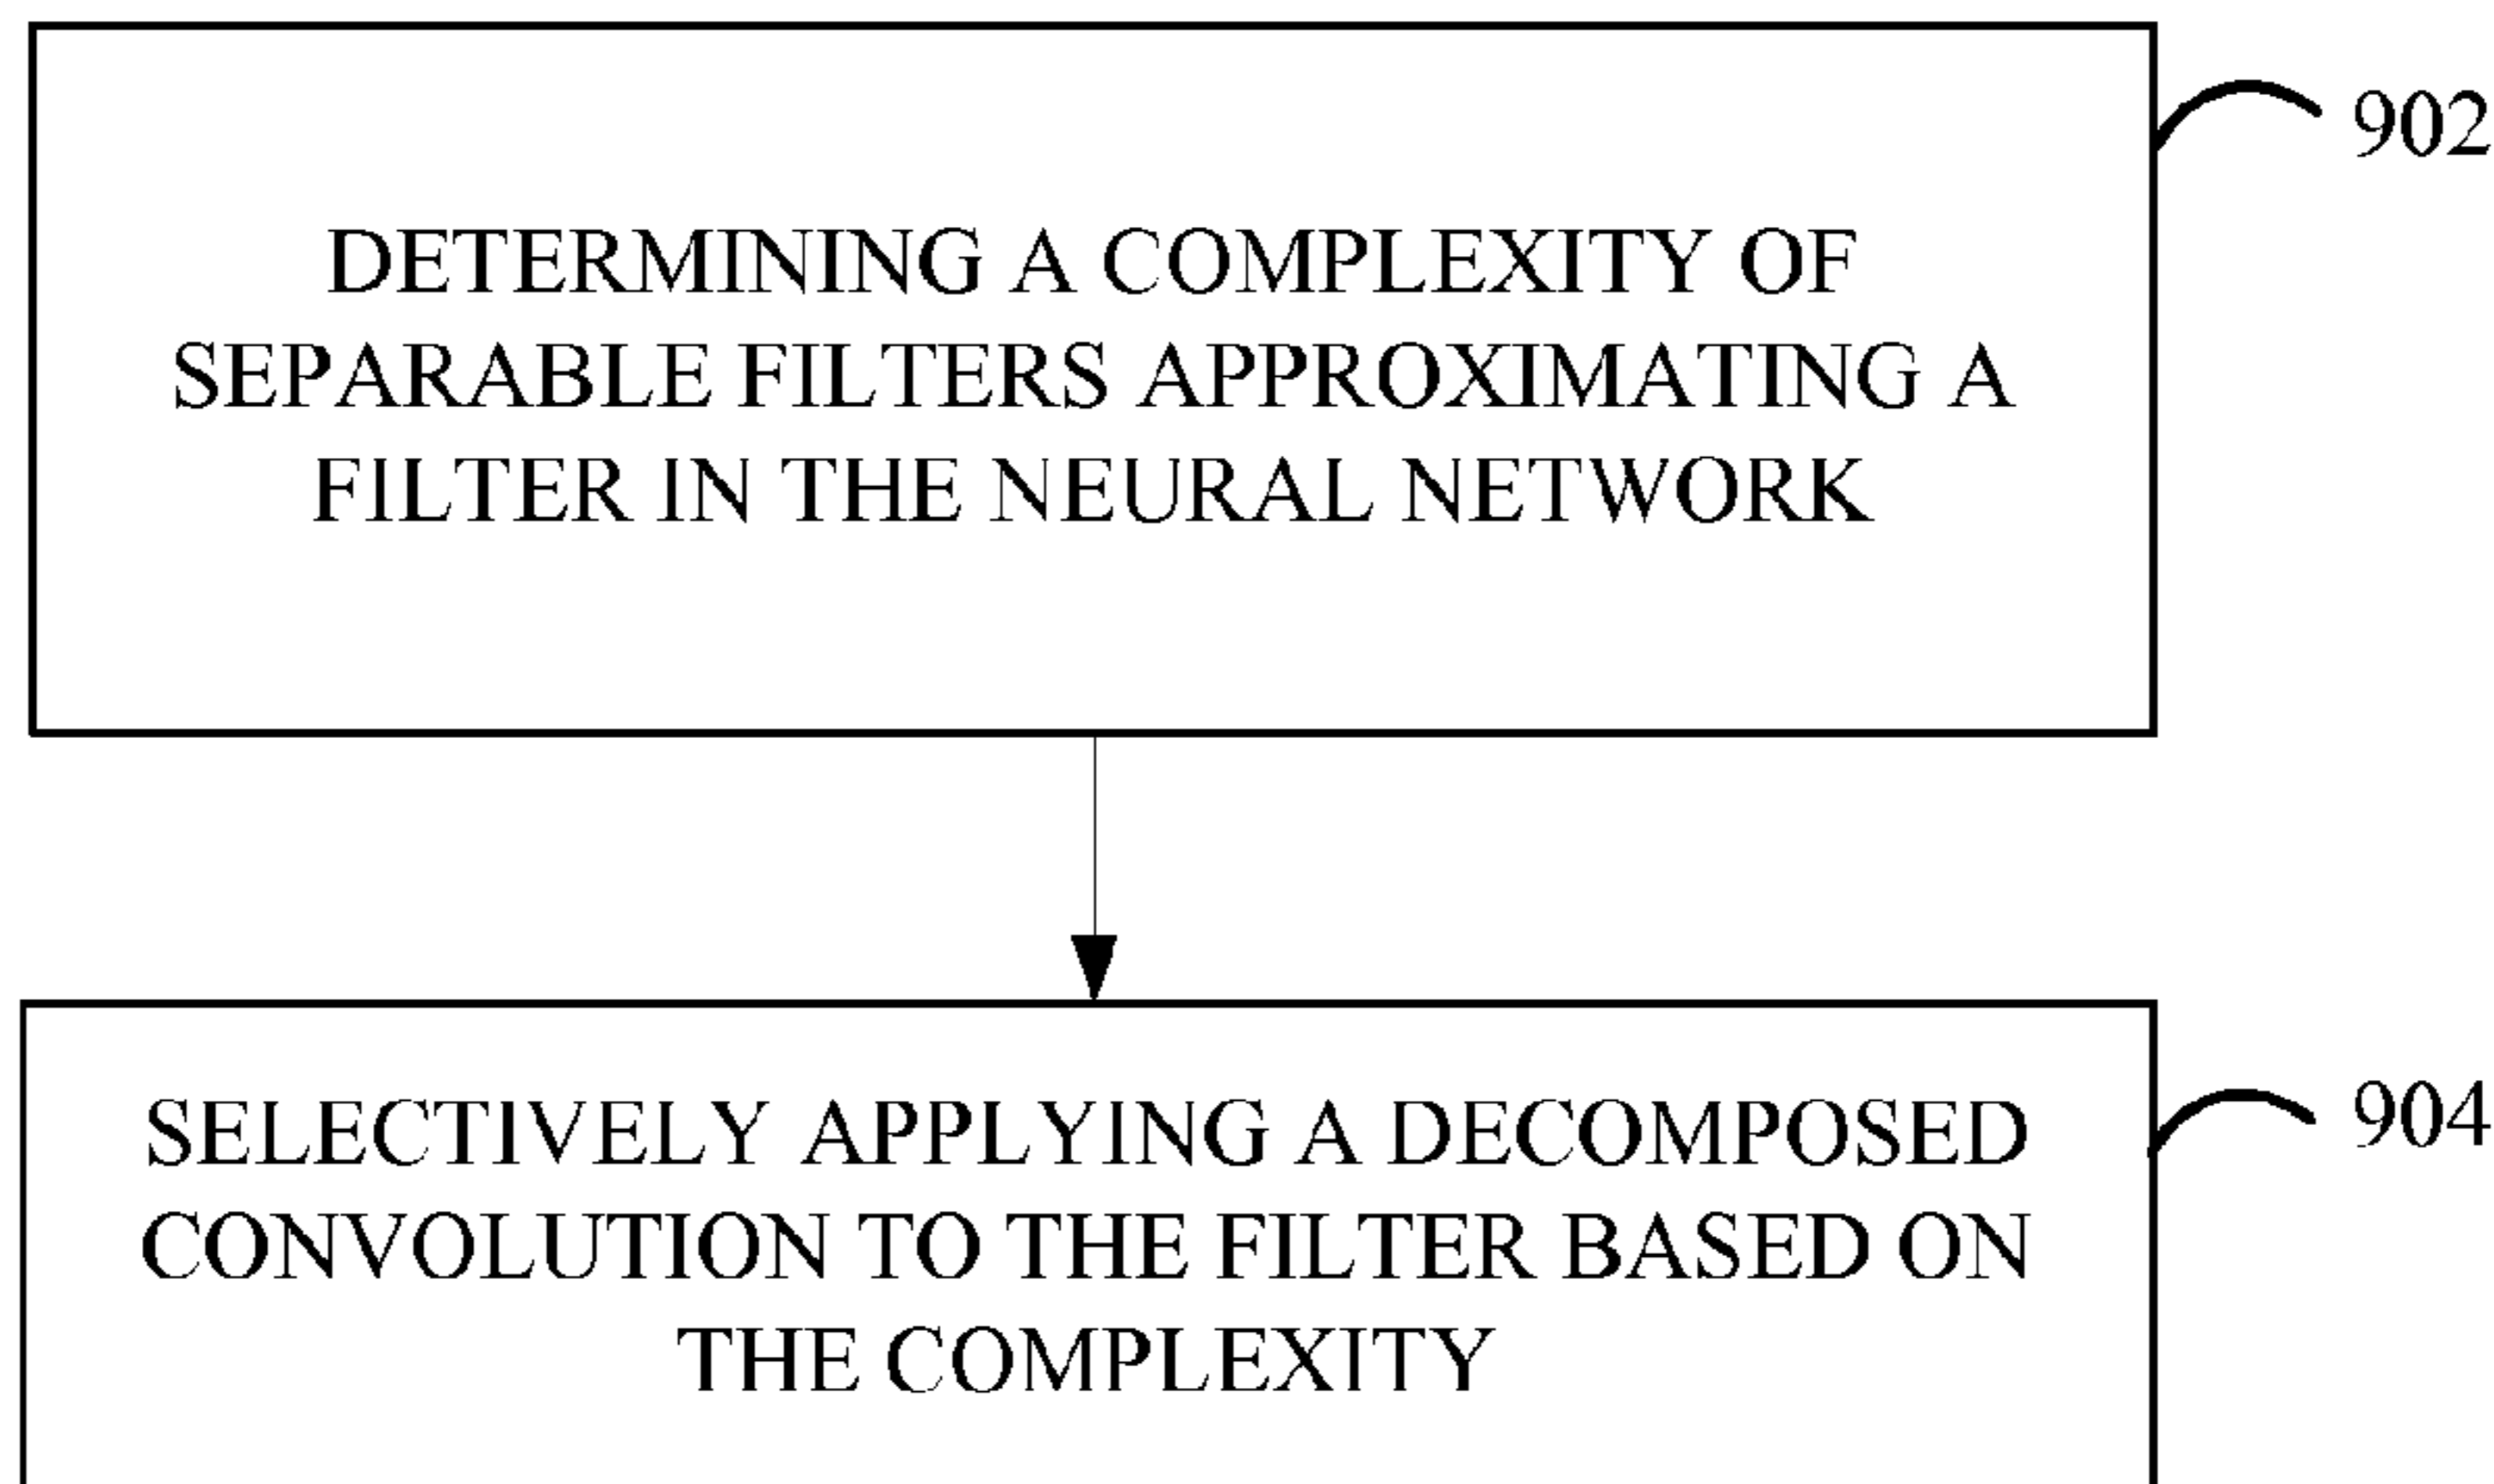 902
DETERMINING A COMPLEXITY OF
SEPARABLE FILTERS APPROXIMATING A
FILTER IN THE NEURAL NETWORK
904
SELECTIVELY APPLYING A DECOMPOSED
CONVOLUTION TO THE FILTER BASED ON
THE COMPLEXITY